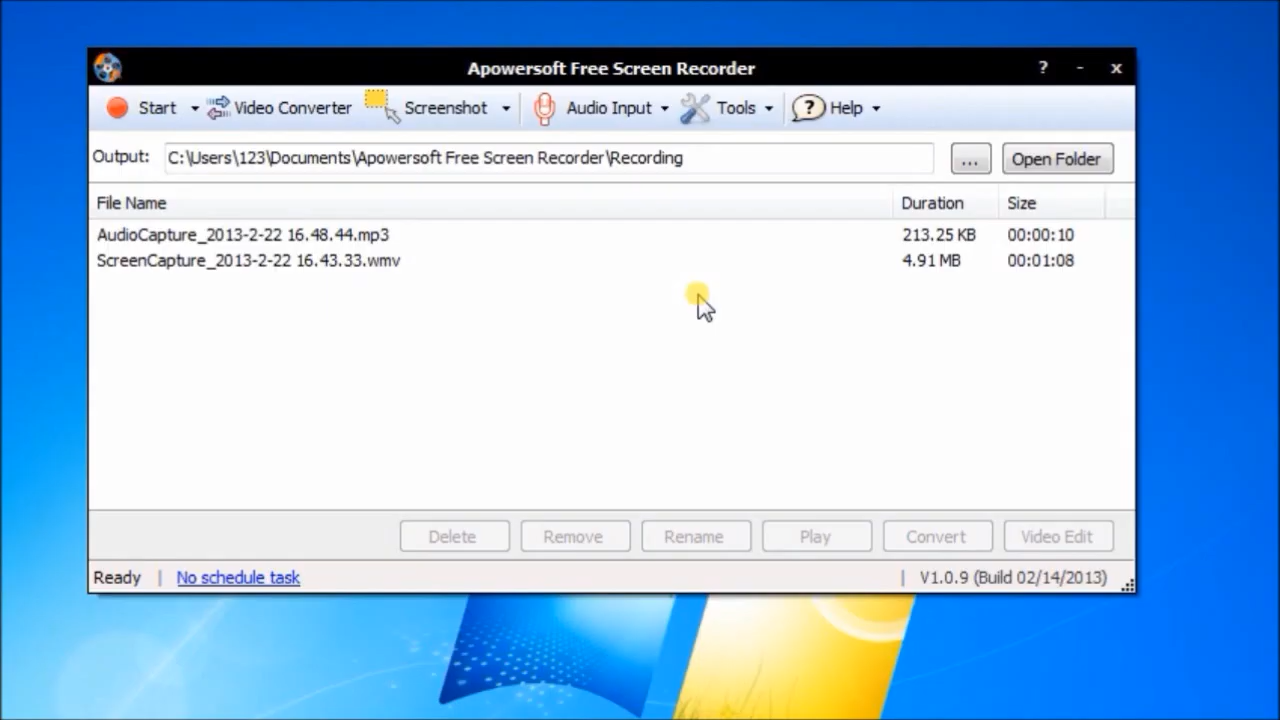 Apowersoft Free Screen Recorder ? - x
Start Video Converter Screenshot Audio Input Tools ? Help
Output: C:\Users\123\Documents\Apowersoft Free Screen Recorder\Recording ... Open Folder
File Name Duration Size
AudioCapture_2013-2-22 16.48.44.mp3 213.25 KB 00:00:10
ScreenCapture_2013-2-22 16.43.33.wmv 4.91 MB 00:01:08
Delete Remove Rename Play Convert Video Edit
Ready | No schedule task | V1.0.9 (Build 02/14/2013)